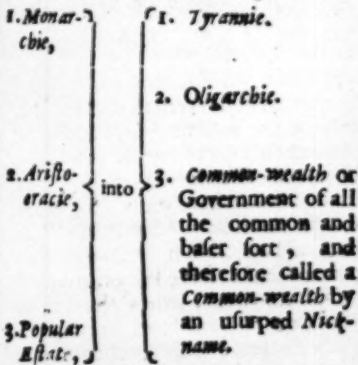 1. Monar-
chie,
2. Aristo-
cracie,
3. Popular
Estate,
into
1. Tyrannie.
2. Oligarchie.
3. Common-wealth or
Government of all
the common and
baser sort, and
therefore called a
Common-wealth by
an usurped Nick-
name.